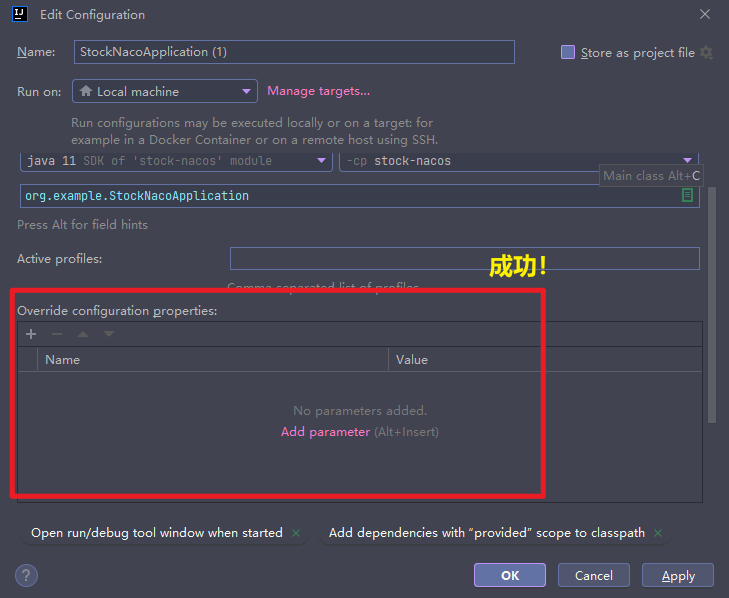 Edit Configuration
Name: StockNacoApplication (1) Store as project file
Run on: Local machine Manage targets...
Run configurations may be executed locally or on a target: for
example in a Docker Container or on a remote host using SSH.
java 11 SDK of 'stock-nacos' module -cp stock-nacos
Main class Alt+C
org.example.StockNacoApplication
Press Alt for field hints
Active profiles:
成功！
Comma separated list of profiles
Override configuration properties:
Name Value
No parameters added.
Add parameter (Alt+Insert)
Open run/debug tool window when started × Add dependencies with “provided” scope to classpath ×
? OK Cancel Apply